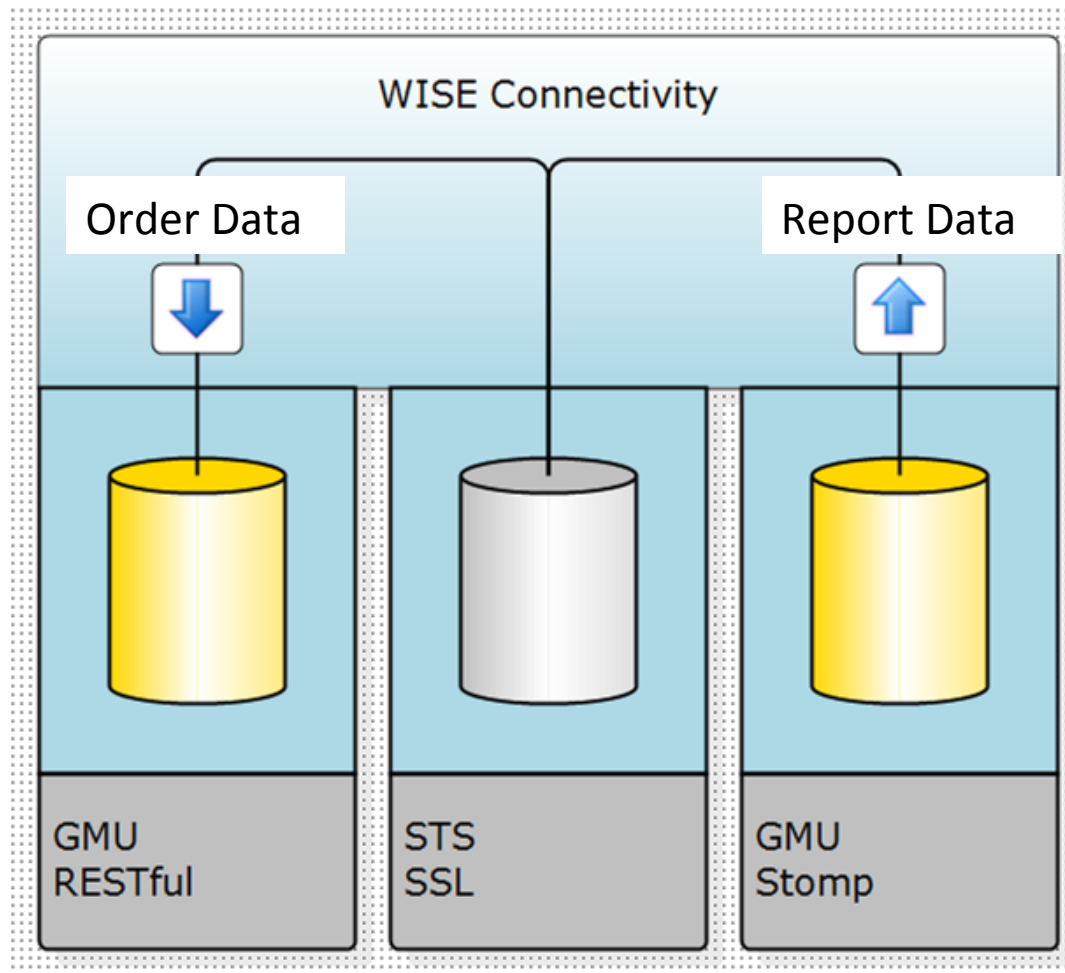 WISE Connectivity
Order Data
Report Data
GMU
RESTful
STS
SSL
GMU
Stomp